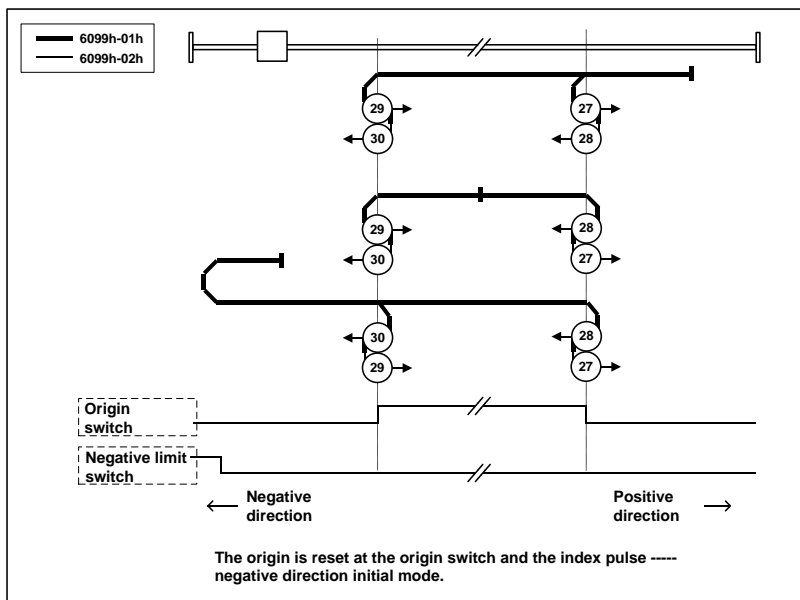 6099h-01h
6099h-02h
29
27
30
28
29
28
30
27
30
28
29
27
Origin
switch
Negative limit
switch
Negative
direction
Positive
direction
The origin is reset at the origin switch and the index pulse -----
negative direction initial mode.